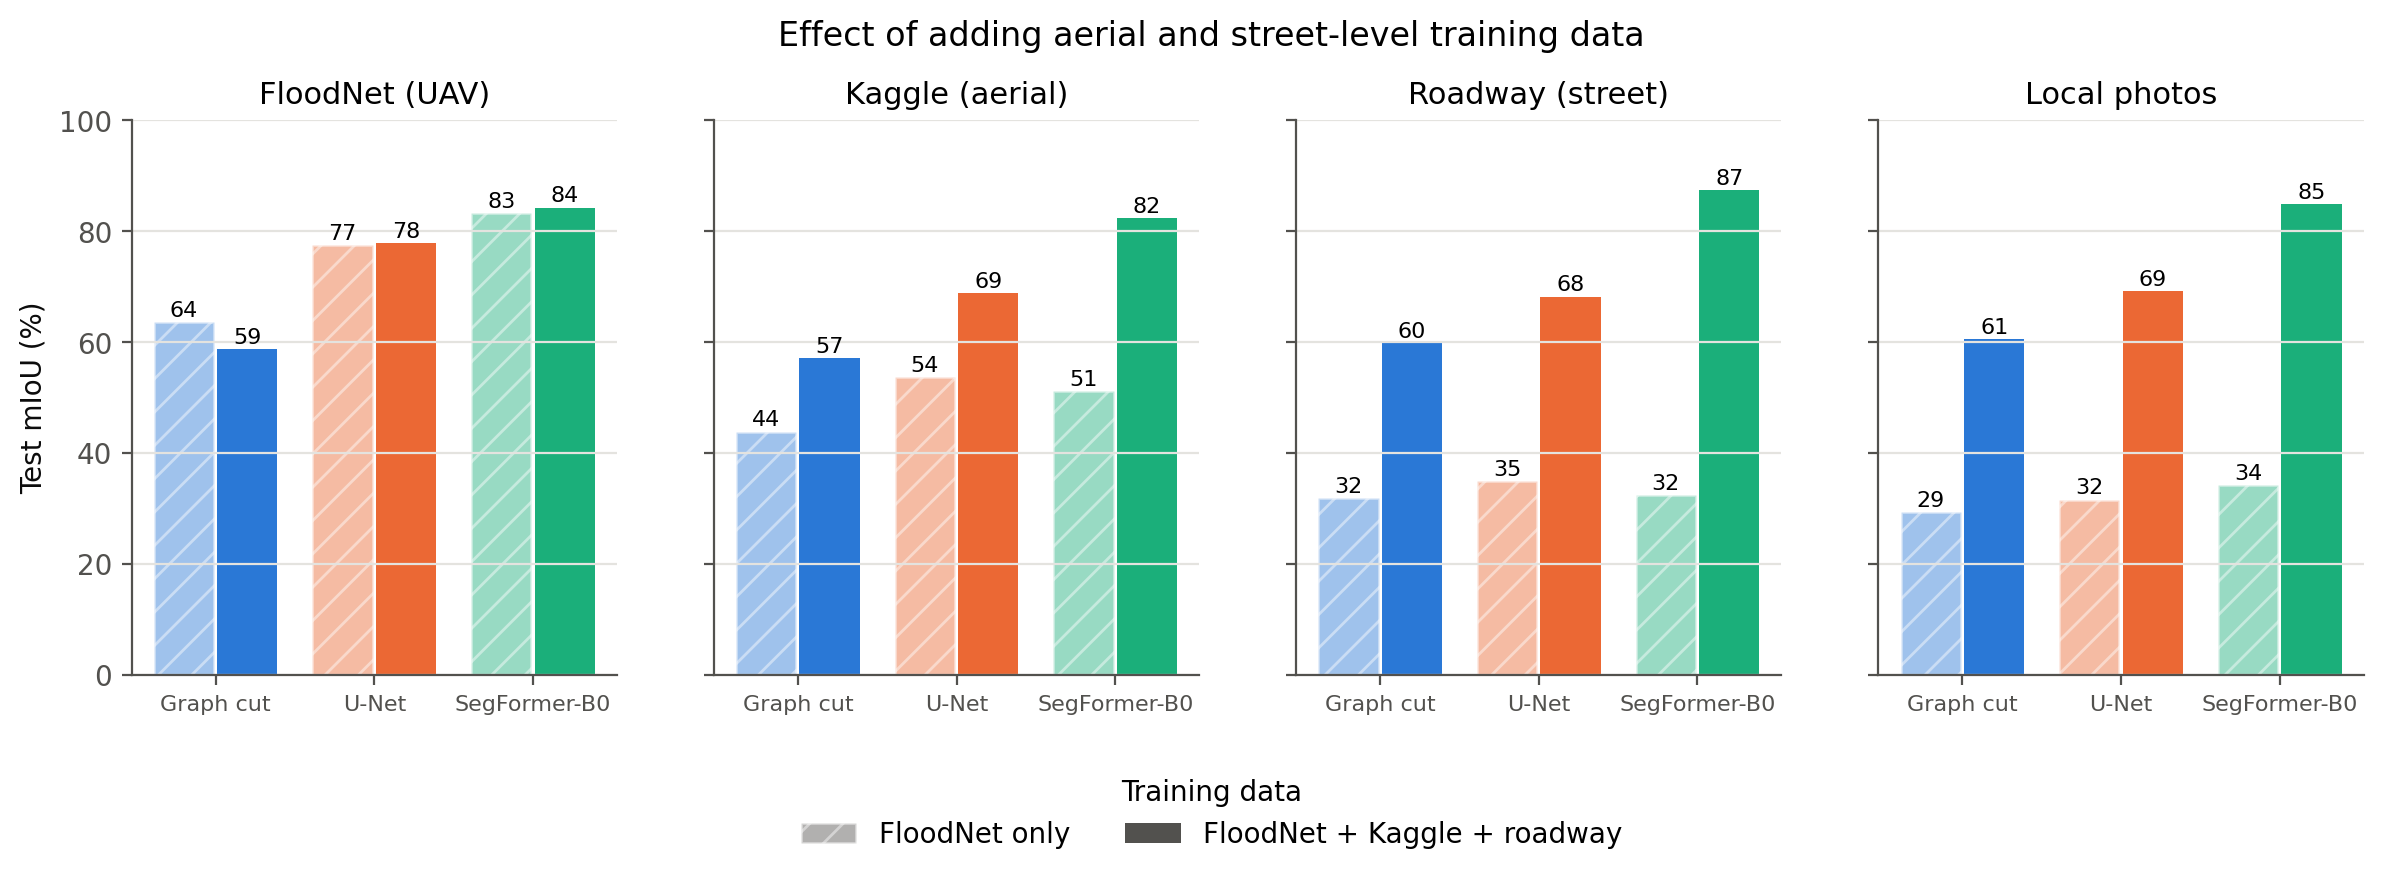 Effect of adding aerial and street-level training data
FloodNet (UAV)
Kaggle (aerial)
Roadway (street)
Local photos
Test mIoU (%)
100
80
60
40
20
0
64
59
77
78
83
84
Graph cut
U-Net
SegFormer-B0
44
57
54
69
51
82
Graph cut
U-Net
SegFormer-B0
32
60
35
68
32
87
Graph cut
U-Net
SegFormer-B0
29
61
32
69
34
85
Graph cut
U-Net
SegFormer-B0
Training data
FloodNet only
FloodNet + Kaggle + roadway